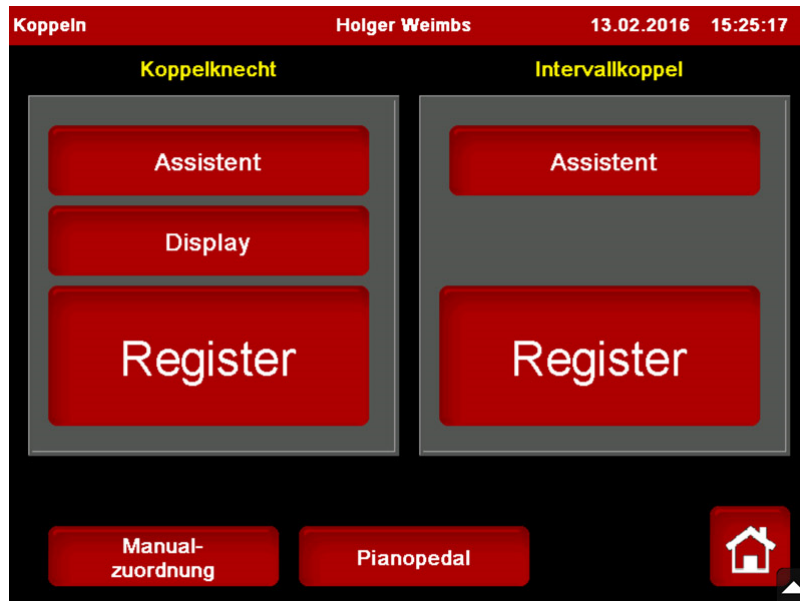 Koppeln Holger Weimbs 13.02.2016 15:25:17
Koppelknecht Intervallkoppel
Assistent Assistent
Display
Register Register
Manual-
zuordnung
Pianopedal